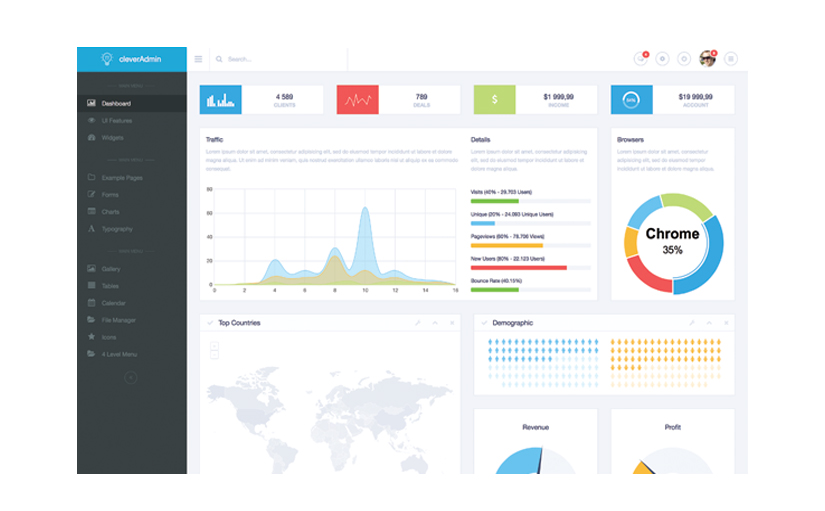 cleverAdmin
Search...
Dashboard
UI Features
Widgets
Example Pages
Forms
Charts
Typography
Gallery
Tables
Calendar
File Manager
Icons
4 Level Menu
4 589
CLIENTS
789
DEALS
$
$1 999,99
INCOME
$19 999,99
ACCOUNT
Traffic
Lorem ipsum dolor sit amet, consectetur adipisicing elit, sed do eiusmod tempor incididunt ut labore et dolore
magna aliqua. Ut enim ad minim veniam, quis nostrud exercitation ullamco laboris nisi ut aliquip ex ea commodo
consequat.
80
60
40
20
0
0 2 4 6 8 10 12 14 16
Details
Lorem ipsum dolor sit amet, consectetur
adipisicing elit, sed do eiusmod tempor
incididunt ut labore et dolore magna aliqua.
Visits (40% - 29.703 Users)
Unique (20% - 24.093 Unique Users)
Pageviews (60% - 78.706 Views)
New Users (80% - 22.123 Users)
Bounce Rate (40.15%)
Browsers
Lorem ipsum dolor sit amet, consectetur
adipisicing elit, sed do eiusmod tempor
incididunt ut labore et dolore magna aliqua.
Chrome
35%
Top Countries
Demographic
Revenue
Profit